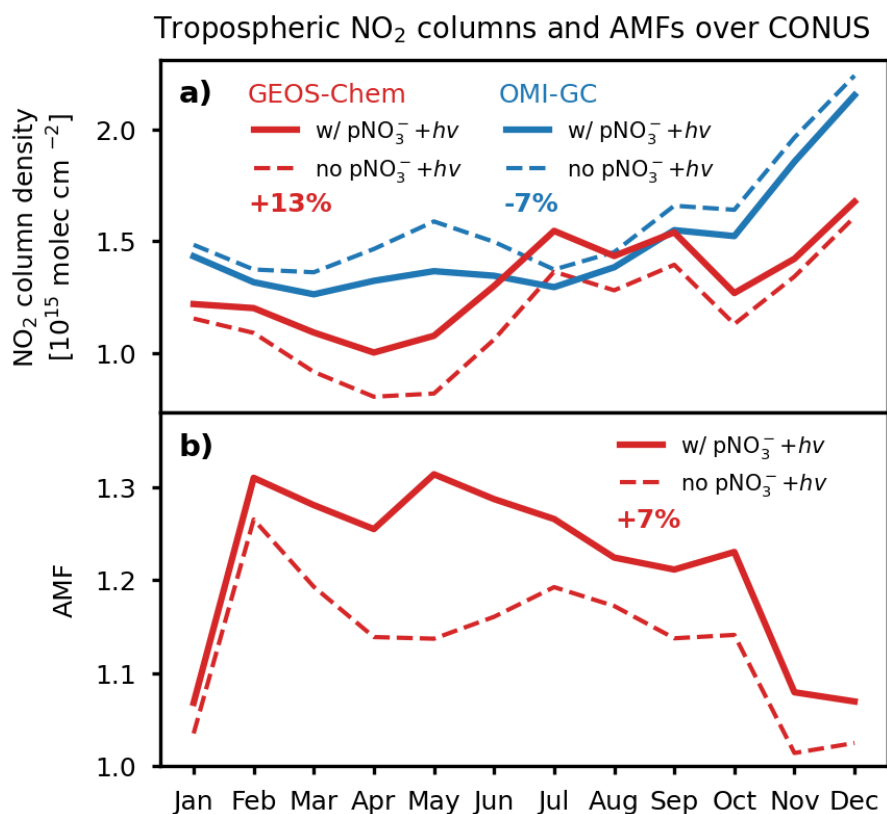 Tropospheric NO₂ columns and AMFs over CONUS
a)
GEOS-Chem
w/ pNO₃⁻+hv
no pNO₃⁻+hv
+13%
OMI-GC
w/ pNO₃⁻+hv
no pNO₃⁻+hv
-7%
NO₂ column density
[10¹⁵ molec cm ⁻²]
2.0
1.5
1.0
b)
w/ pNO₃⁻+hv
no pNO₃⁻+hv
+7%
AMF
1.3
1.2
1.1
1.0
Jan Feb Mar Apr May Jun Jul Aug Sep Oct Nov Dec